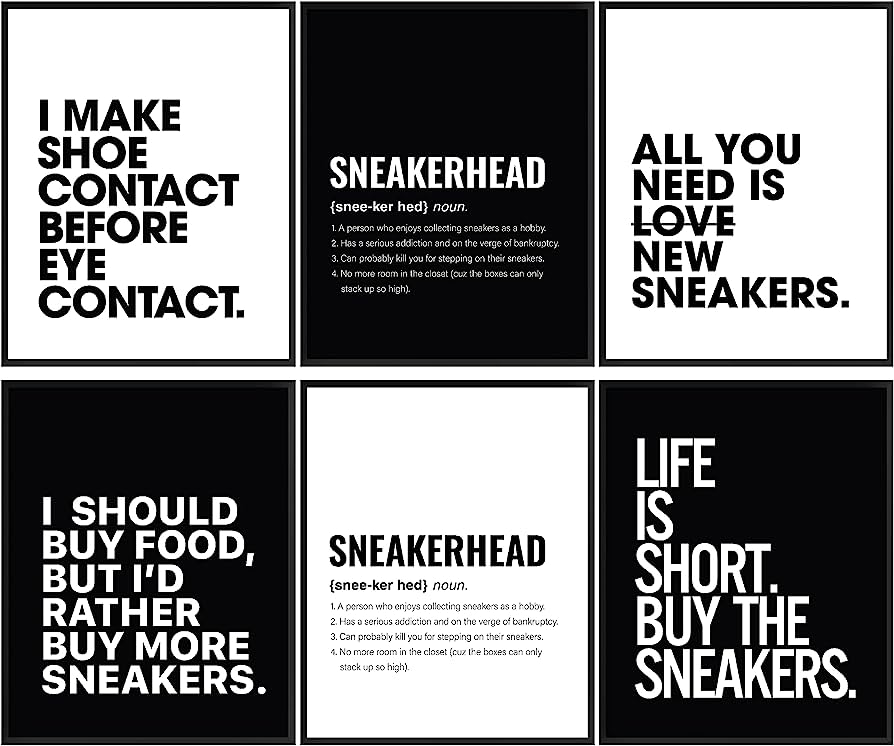 I MAKE
SHOE
CONTACT
BEFORE
EYE
CONTACT.
SNEAKERHEAD
{snee-ker hed} noun.
1. A person who enjoys collecting sneakers as a hobby.
2. Has a serious addiction and on the verge of bankruptcy.
3. Can probably kill you for stepping on their sneakers.
4. No more room in the closet (cuz the boxes can only
stack up so high).
ALL YOU
NEED IS
LOVE
NEW
SNEAKERS.
I SHOULD
BUY FOOD,
BUT I'D
RATHER
BUY MORE
SNEAKERS.
SNEAKERHEAD
{snee-ker hed} noun.
1. A person who enjoys collecting sneakers as a hobby.
2. Has a serious addiction and on the verge of bankruptcy.
3. Can probably kill you for stepping on their sneakers.
4. No more room in the closet (cuz the boxes can only
stack up so high).
LIFE
IS
SHORT.
BUY THE
SNEAKERS.